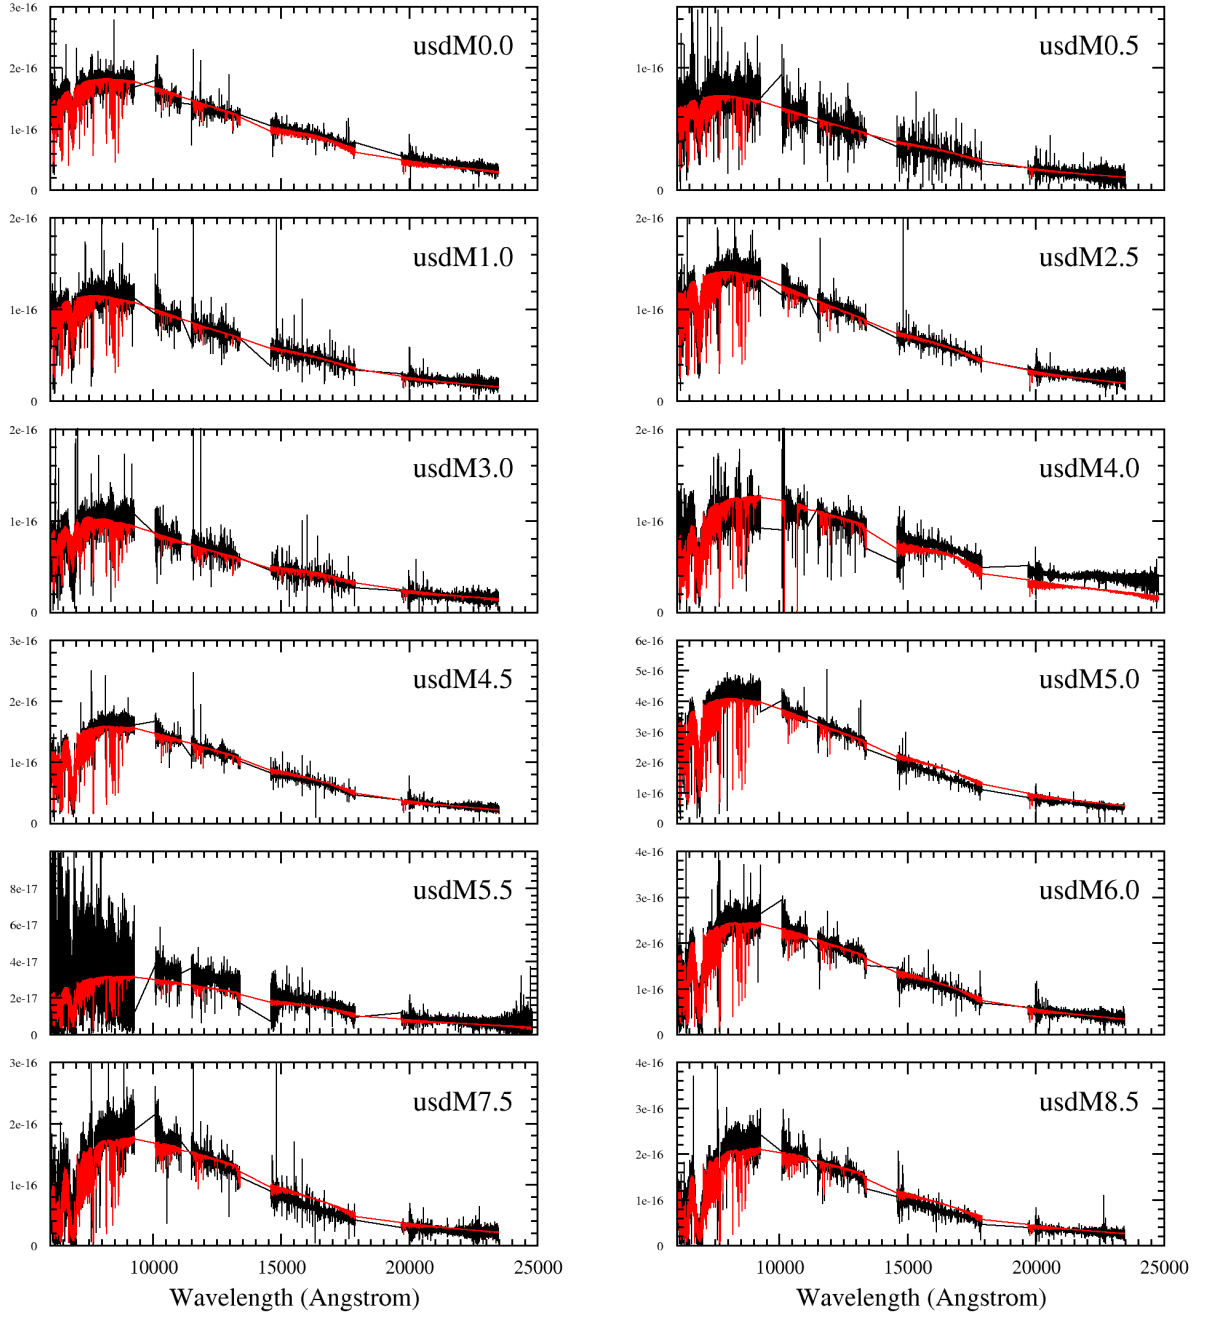 3e-16
2e-16
1e-16
0
usdM0.0
1e-16
0
usdM0.5
2e-16
1e-16
0
usdM1.0
2e-16
1e-16
0
usdM2.5
2e-16
1e-16
0
usdM3.0
2e-16
1e-16
0
usdM4.0
3e-16
2e-16
1e-16
0
usdM4.5
6e-16
5e-16
4e-16
3e-16
2e-16
1e-16
0
usdM5.0
8e-17
6e-17
4e-17
2e-17
0
usdM5.5
4e-16
3e-16
2e-16
1e-16
0
usdM6.0
3e-16
2e-16
1e-16
0
usdM7.5
10000 15000 20000 25000
Wavelength (Angstrom)
4e-16
3e-16
2e-16
1e-16
0
usdM8.5
10000 15000 20000 25000
Wavelength (Angstrom)